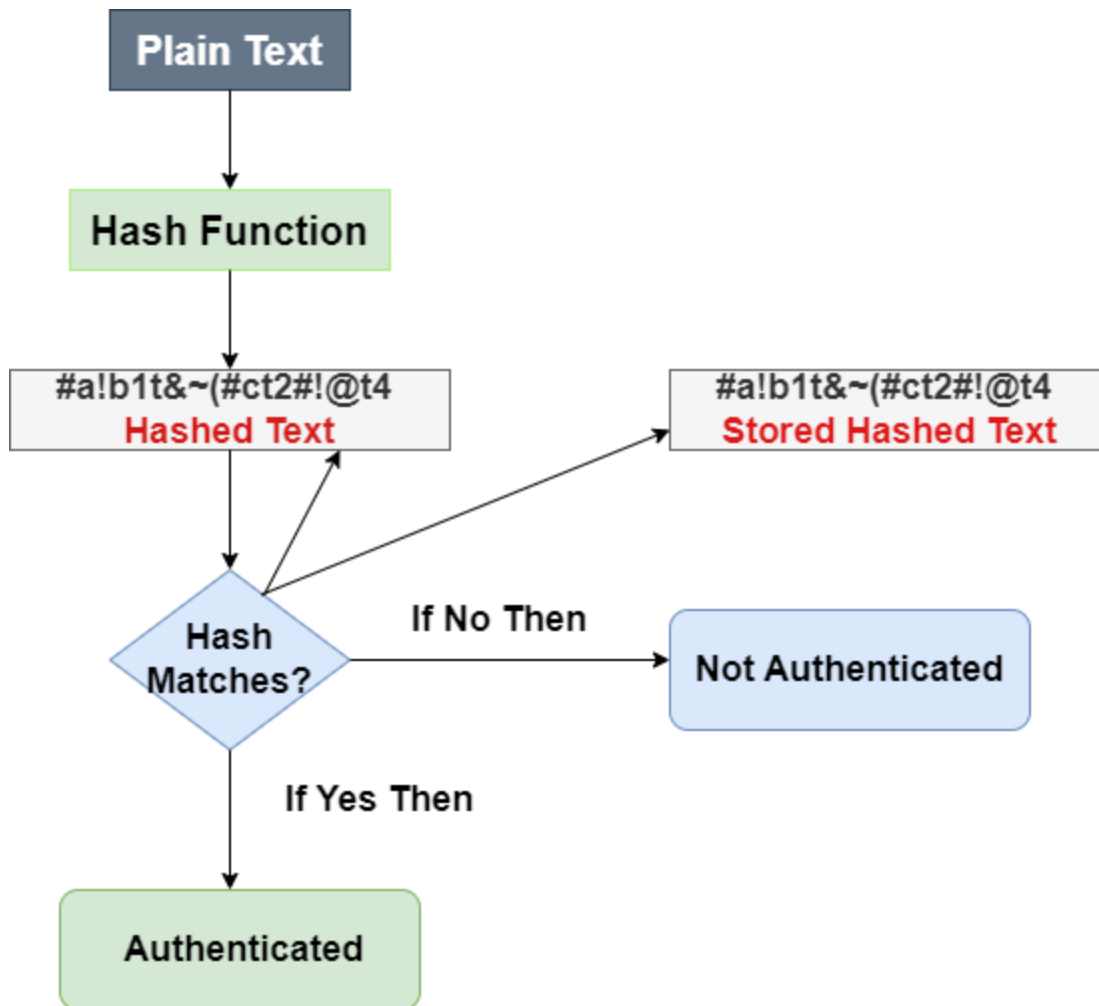 Plain Text
Hash Function
#a!b1t&~(#ct2#!@t4
Hashed Text
#a!b1t&~(#ct2#!@t4
Stored Hashed Text
Hash
Matches?
If No Then
Not Authenticated
If Yes Then
Authenticated